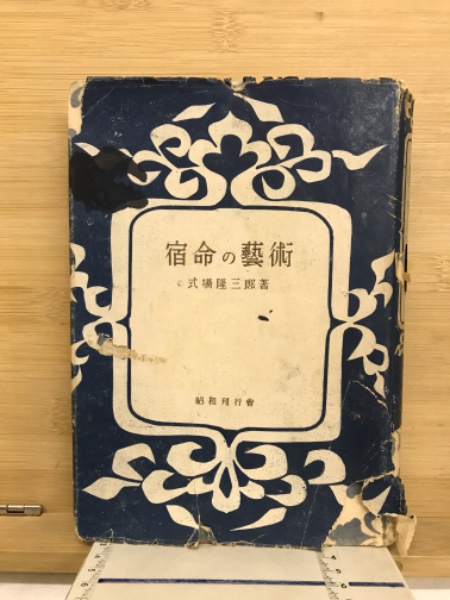 宿命の藝術
式場隆三郎著
昭和刊行會